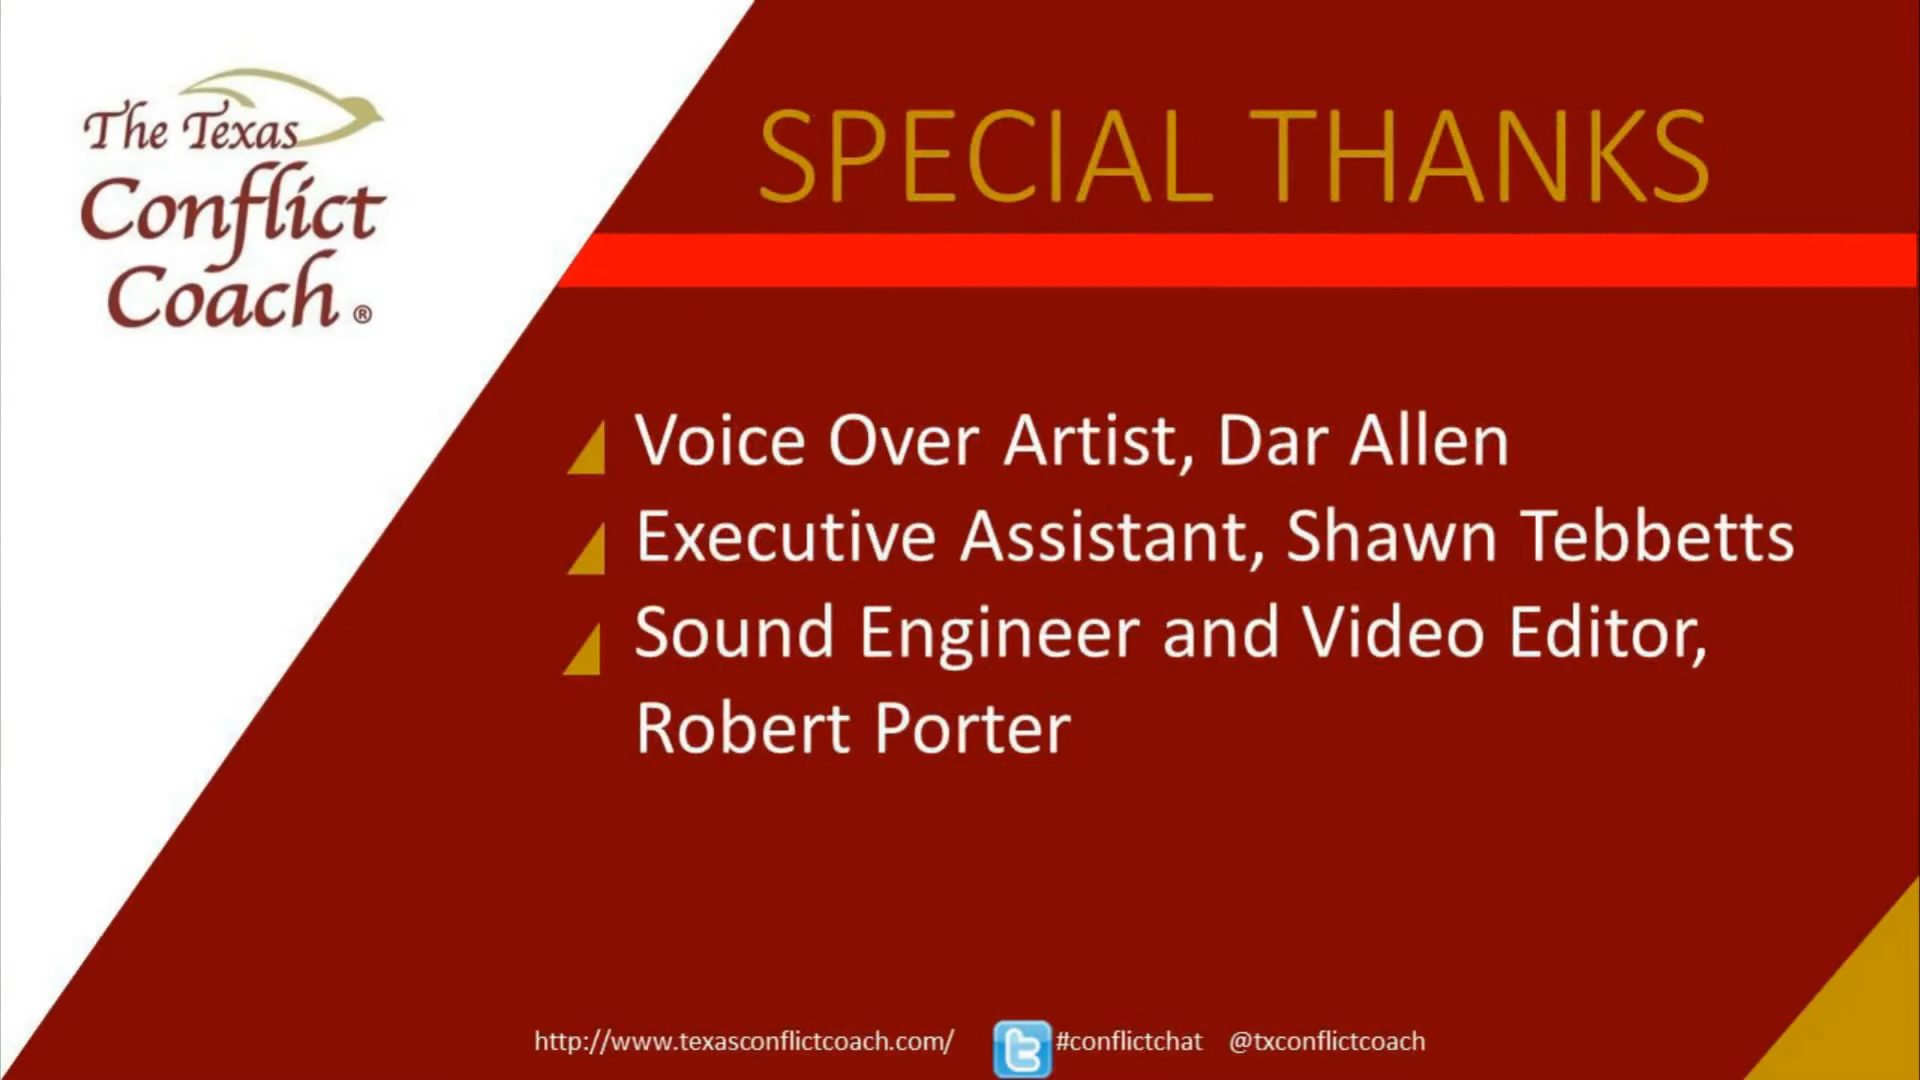 The Texas
Conflict
Coach ®
SPECIAL THANKS
Voice Over Artist, Dar Allen
Executive Assistant, Shawn Tebbetts
Sound Engineer and Video Editor,
Robert Porter
http://www.texasconflictcoach.com/ #conflictchat @txconflictcoach